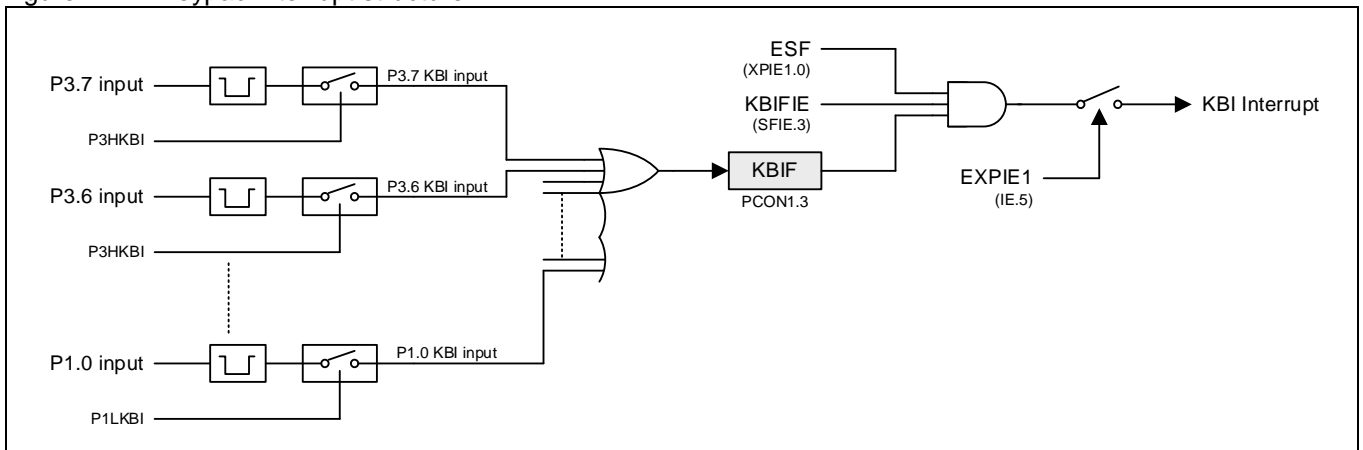 P3.7 input
P3.7 KBI input
P3HKBI
P3.6 input
P3.6 KBI input
P3HKBI
P1.0 input
P1.0 KBI input
P1LKBI
KBIF
PCON1.3
ESF
(XPIE1.0)
KBIFIE
(SFIE.3)
EXPIE1
(IE.5)
KBI Interrupt